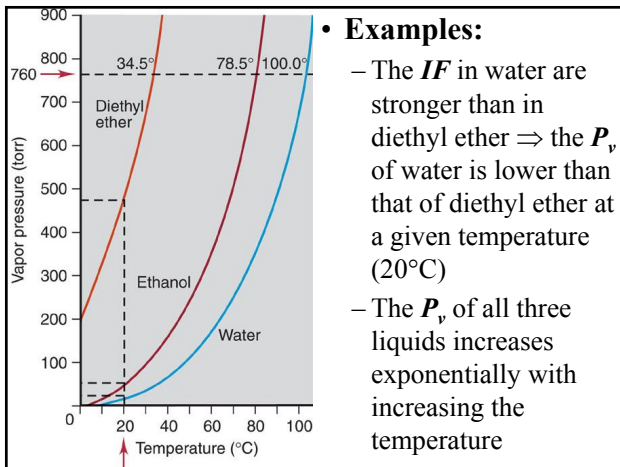 900
800
760
700
600
500
400
300
200
100
0
20
40
60
80
100
Vapor pressure (torr)
Temperature (°C)
34.5°
78.5°
100.0°
Diethyl
ether
Ethanol
Water
• Examples:
– The IF in water are
stronger than in
diethyl ether ⇒ the Pv
of water is lower than
that of diethyl ether at
a given temperature
(20°C)
– The Pv of all three
liquids increases
exponentially with
increasing the
temperature